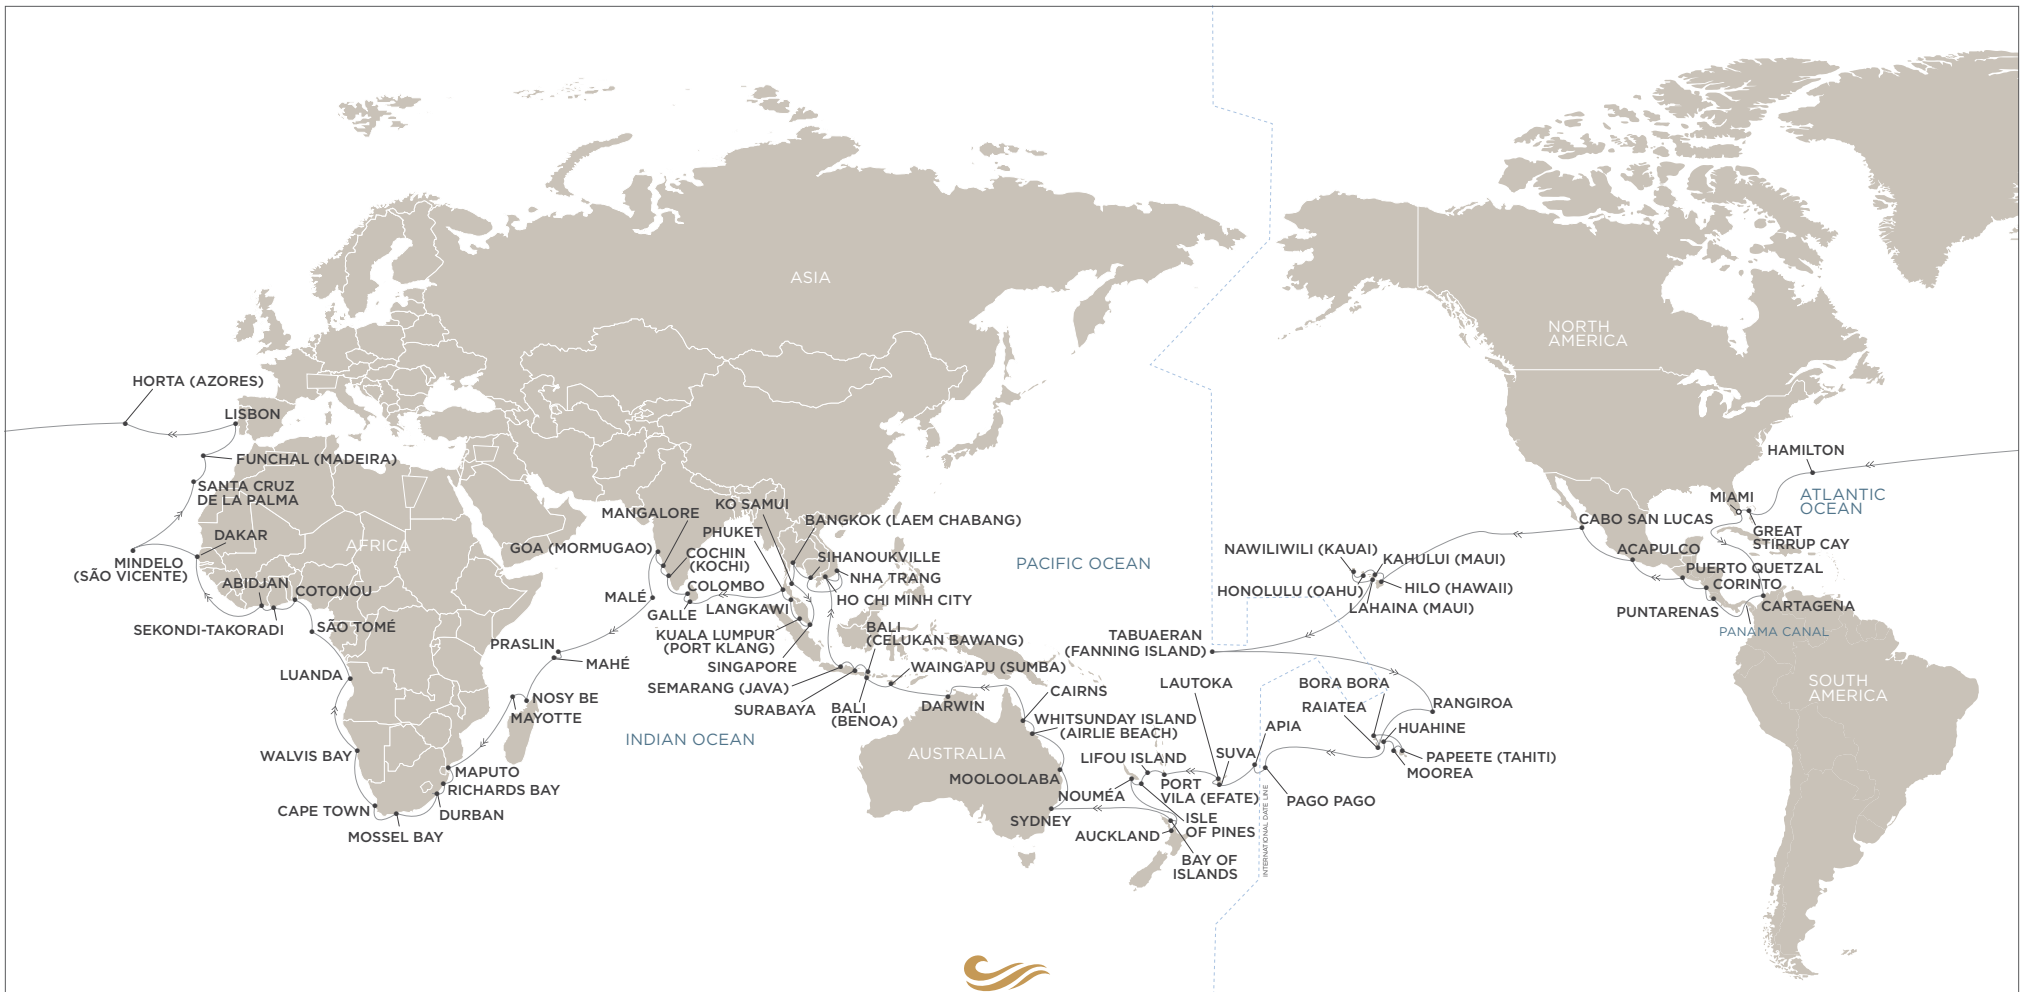 ASIA
NORTH
AMERICA
HORTA (AZORES)
LISBON
FUNCHAL (MADEIRA)
SANTA CRUZ
DE LA PALMA
AFRICA
DAKAR
MINDELO
(SÃO VICENTE)
ABIDJAN
COTONOU
SEKONDI-TAKORADI
SÃO TOMÉ
LUANDA
WALVIS BAY
CAPE TOWN
MOSSEL BAY
DURBAN
RICHARDS BAY
MAPUTO
MAYOTTE
NOSY BE
MAHÉ
PRASLIN
MALÉ
GOA (MORMUGAO)
MANGALORE
COCHIN
(KOCHI)
COLOMBO
GALLE
KO SAMUI
PHUKET
LANGKAWI
KUALA LUMPUR
(PORT KLANG)
SINGAPORE
BANGKOK (LAEM CHABANG)
SIHANOUKVILLE
NHA TRANG
HO CHI MINH CITY
BALI
(CELUKAN BAWANG)
SEMARANG (JAVA)
SURABAYA
BALI
(BENOA)
WAINGAPU (SUMBA)
DARWIN
INDIAN OCEAN
PACIFIC OCEAN
AUSTRALIA
CAIRNS
WHITSUNDAY ISLAND
(AIRLIE BEACH)
MOOLOOLABA
SYDNEY
LIFOU ISLAND
NOUMÉA
AUCKLAND
BAY OF
ISLANDS
ISLE
OF PINES
PORT
VILA (EFATE)
LAUTOKA
SUVA
APIA
PAGO PAGO
INTERNATIONAL DATE LINE
TABUAERAN
(FANNING ISLAND)
BORA BORA
RAIATEA
HUAHINE
PAPEETE (TAHITI)
MOOREA
RANGIROA
NAWILIWILI (KAUAI)
HONOLULU (OAHU)
KAHULUI (MAUI)
HILO (HAWAII)
LAHAINA (MAUI)
CABO SAN LUCAS
ACAPULCO
PUERTO QUETZAL
CORINTO
PUNTARENAS
PANAMA CANAL
CARTAGENA
MIAMI
GREAT
STIRRUP CAY
HAMILTON
ATLANTIC
OCEAN
SOUTH
AMERICA